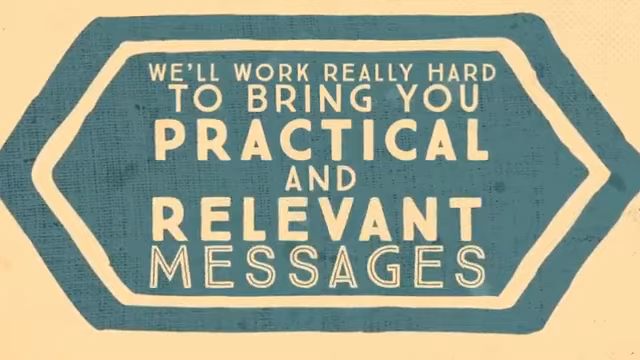 WE'LL WORK REALLY HARD
TO BRING YOU
PRACTICAL
AND
RELEVANT
MESSAGES